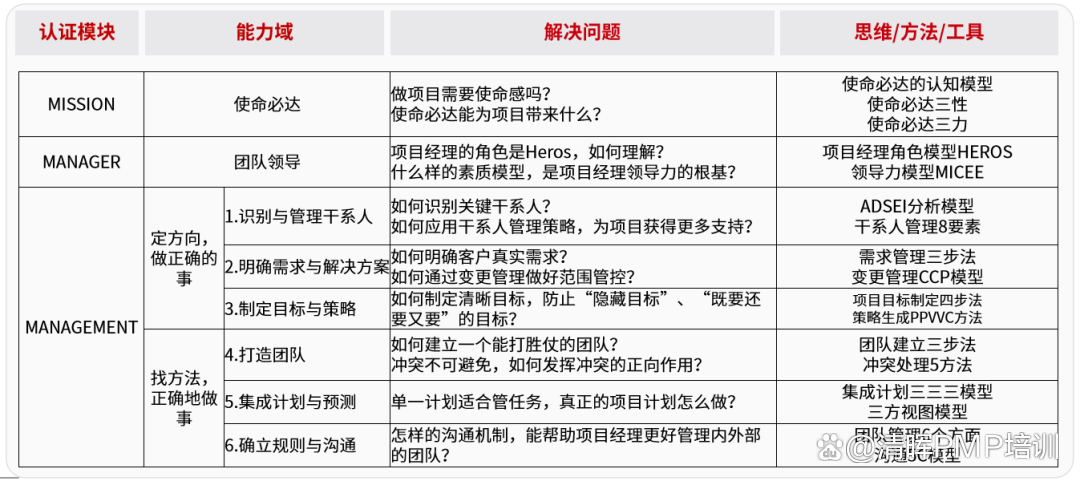 认证模块 能力域 解决问题 思维/方法/工具
MISSION 使命必达 做项目需要使命感吗?
使命必达能为项目带来什么?
使命必达的认知模型
使命必达三性
使命必达三力
MANAGER 团队领导 项目经理的角色是Heros,如何理解?
什么样的素质模型,是项目经理领导力的根基?
项目经理角色模型HEROS
领导力模型MICEE
MANAGEMENT
定方向,
做正确的
事
1.识别与管理干系人
如何识别关键干系人?
如何应用干系人管理策略,为项目获得更多支持?
ADSEI分析模型
干系人管理8要素
2.明确需求与解决方案
如何明确客户真实需求?
如何通过变更管理做好范围管控?
需求管理三步法
变更管理CCP模型
3.制定目标与策略
如何制定清晰目标,防止“隐藏目标”、“既要还
要又要”的目标?
项目目标制定四步法
策略生成PPVVC方法
找方法,
正确地做
事
4.打造团队
如何建立一个能打胜仗的团队?
冲突不可避免,如何发挥冲突的正向作用?
团队建立三步法
冲突处理5方法
5.集成计划与预测
单一计划适合管任务,真正的项目计划怎么做?
集成计划三三三模型
三方视图模型
6.确立规则与沟通
怎样的沟通机制,能帮助项目经理更好管理内外部
的团队?
团队管理6个方面
沟通5C模型
Bai du @清晖PMP培训